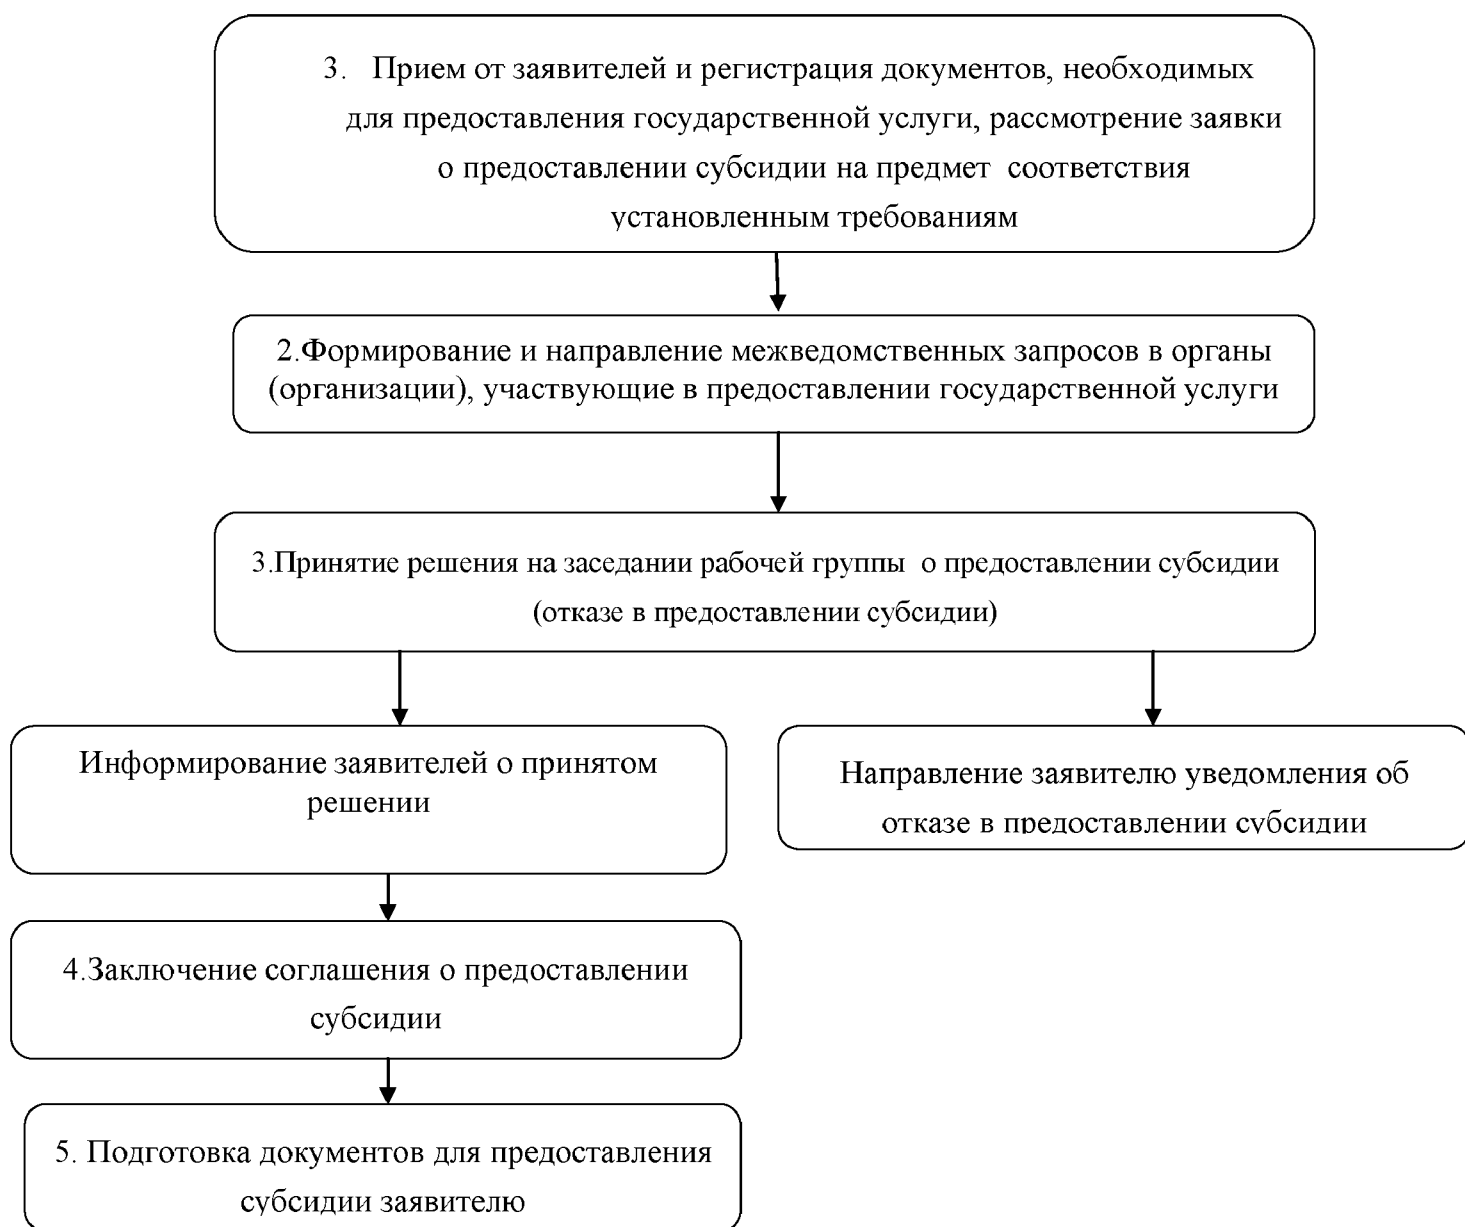 3. Прием от заявителей и регистрация документов, необходимых
для предоставления государственной услуги, рассмотрение заявки
о предоставлении субсидии на предмет соответствия
установленным требованиям
2.Формирование и направление межведомственных запросов в органы
(организации), участвующие в предоставлении государственной услуги
3.Принятие решения на заседании рабочей группы о предоставлении субсидии
(отказе в предоставлении субсидии)
Информирование заявителей о принятом
решении
Направление заявителю уведомления об
отказе в предоставлении субсидии
4.Заключение соглашения о предоставлении
субсидии
5. Подготовка документов для предоставления
субсидии заявителю